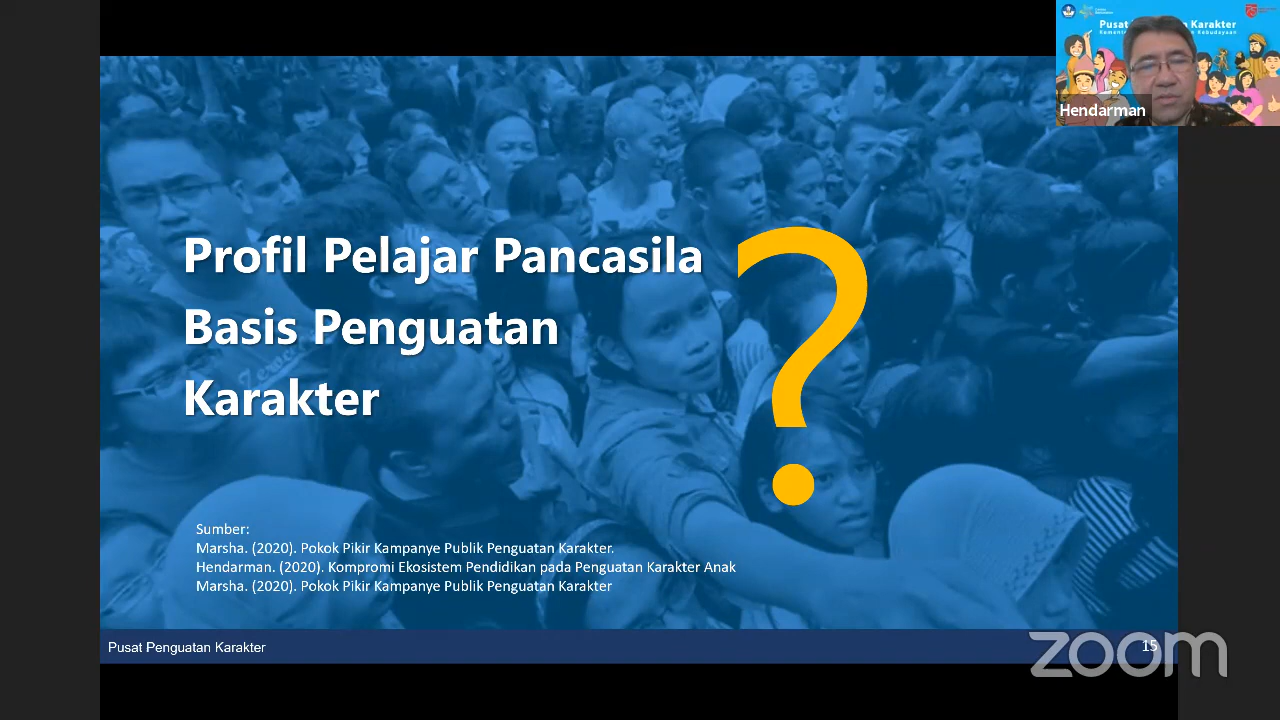 Pusat Karakter
Kebudayaan
Hendarman
Profil Pelajar Pancasila
Basis Penguatan
Karakter
?
Sumber:
Marsha. (2020). Pokok Pikir Kampanye Publik Penguatan Karakter.
Hendarman. (2020). Kompromi Ekosistem Pendidikan pada Penguatan Karakter Anak
Marsha. (2020). Pokok Pikir Kampanye Publik Penguatan Karakter
Pusat Penguatan Karakter
15
zoom